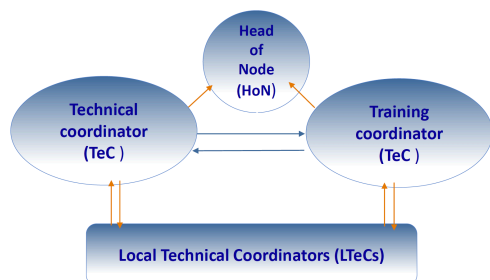 Head
of
Node
(HoN)
Technical
coordinator
(TeC )
Training
coordinator
(TeC )
Local Technical Coordinators (LTeCs)